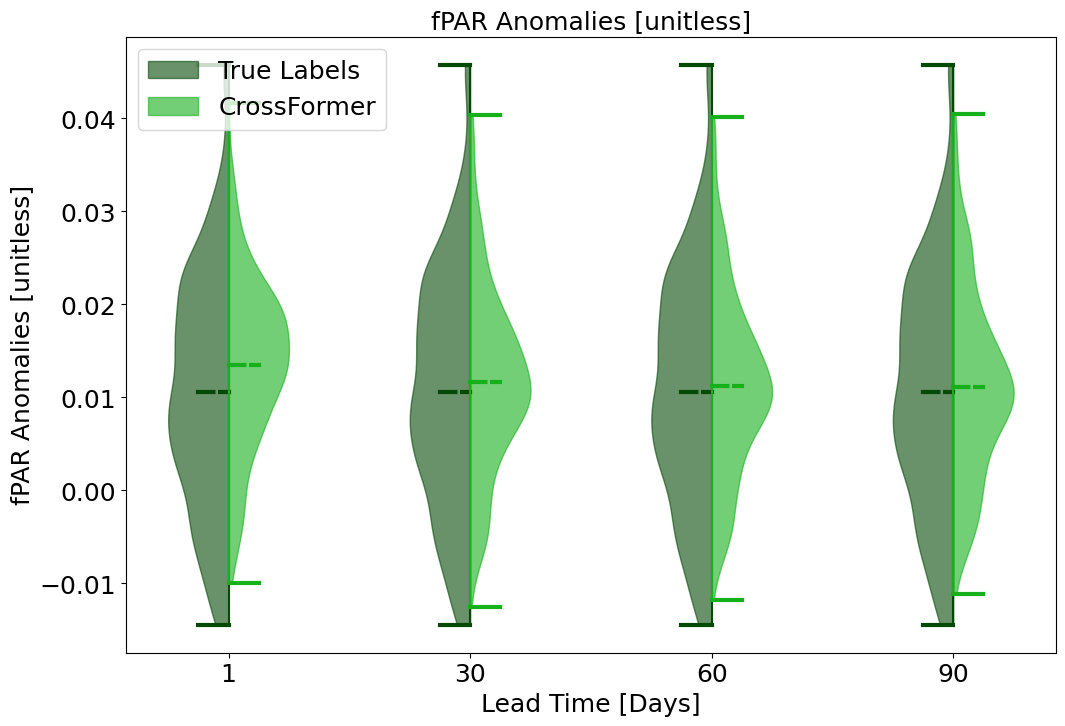 fPAR Anomalies [unitless]
True Labels
CrossFormer
fPAR Anomalies [unitless]
0.04
0.03
0.02
0.01
0.00
−0.01
1 30 60 90
Lead Time [Days]